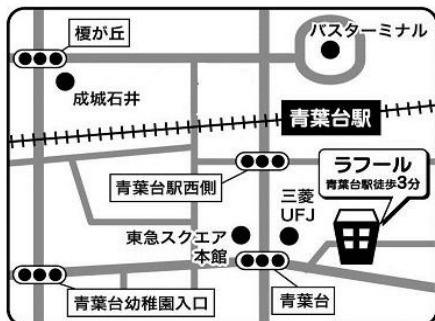 榎が丘
バスターミナル
成城石井
青葉台駅
ラフール
青葉台駅徒歩3分
青葉台駅西側
三菱
UFJ
東急スクエア
本館
青葉台幼稚園入口
青葉台